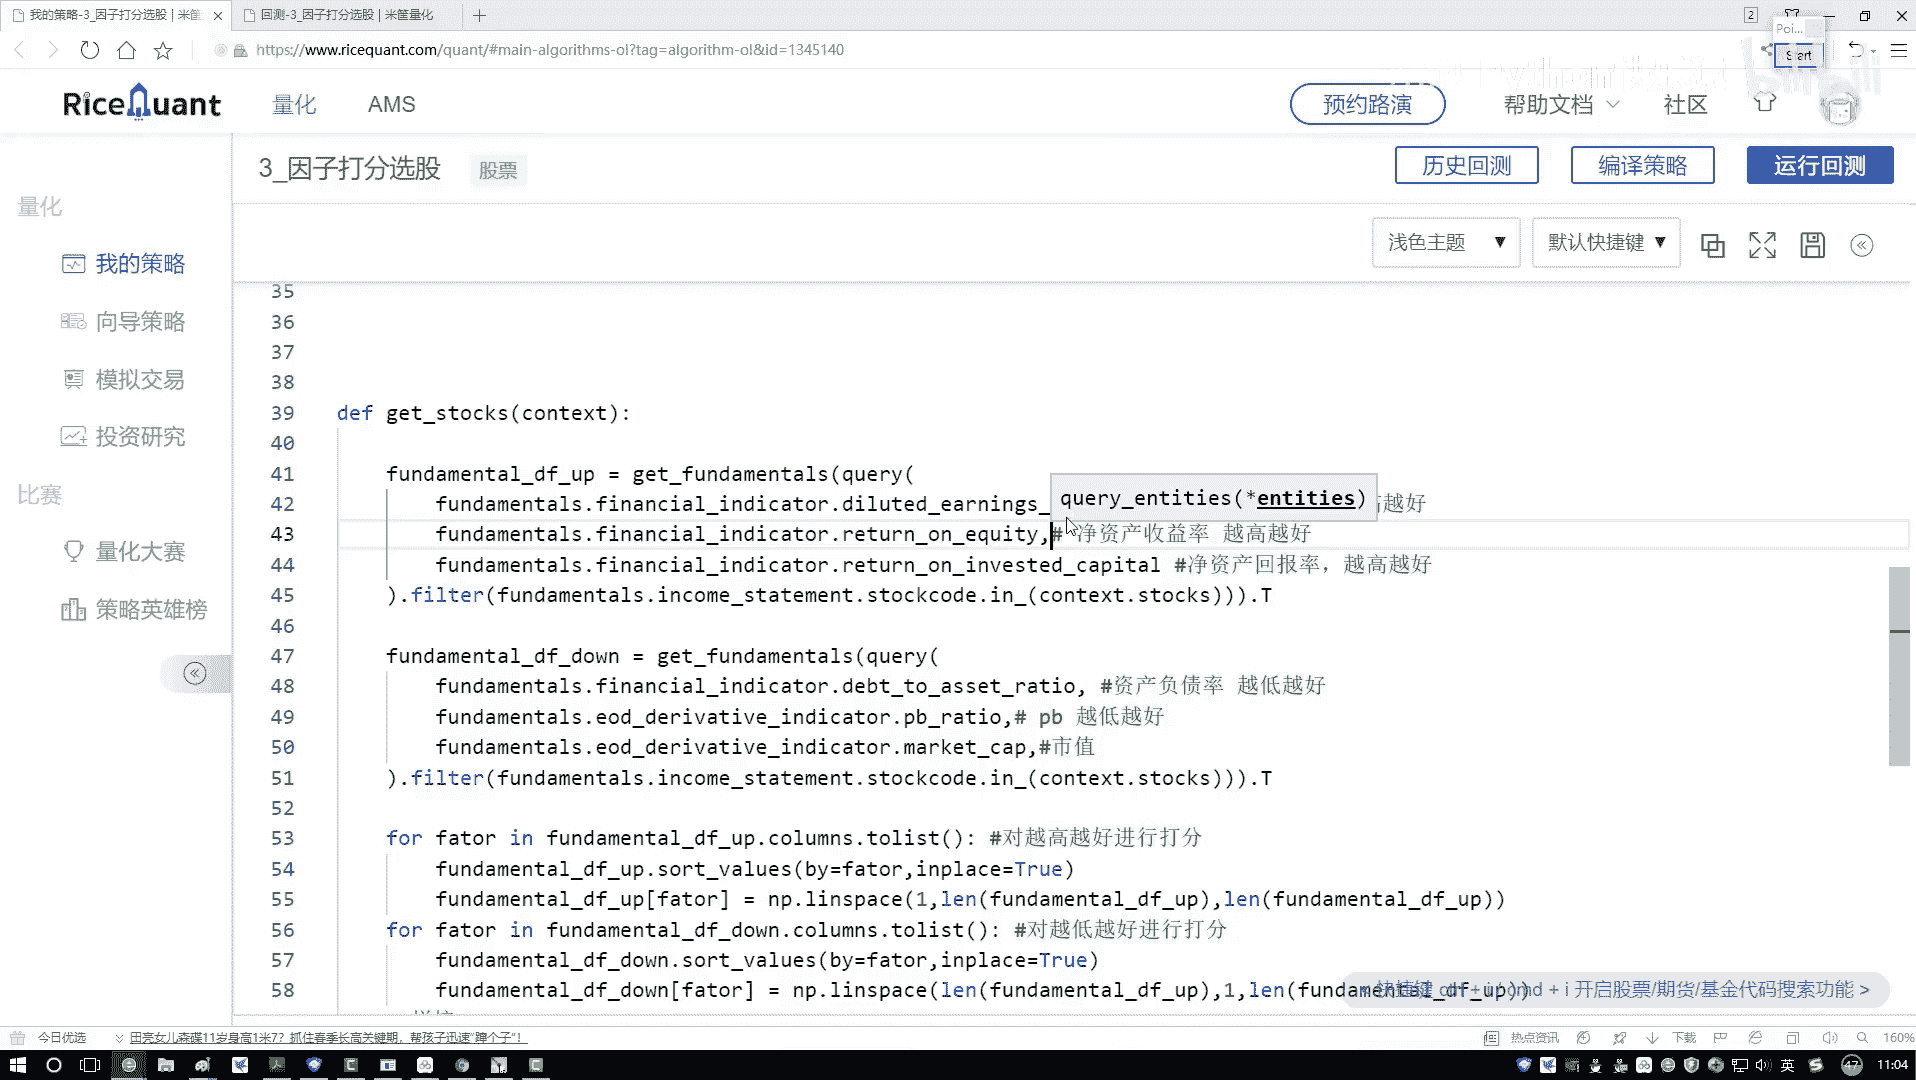 我的策略-3_因子打分选股 | 米筐
回测-3_因子打分选股 | 米筐量化
2
Poi...
https://www.ricequant.com/quant/#main-algorithms-ol?tag=algorithm-ol&id=1345140
Start
RiceQuant 量化 AMS 预约路演 帮助文档 社区
3_因子打分选股 股票 历史回测 编译策略 运行回测
量化
浅色主题 ▼ 默认快捷键 ▼
我的策略
向导策略
模拟交易
投资研究
比赛
量化大赛
策略英雄榜
35
36
37
38
39 def get_stocks(context):
40
41 fundamental_df_up = get_fundamentals(query(
query_entities(*entities)
42 fundamentals.financial_indicator.diluted_earnings_ 高越好
43 fundamentals.financial_indicator.return_on_equity,# 净资产收益率 越高越好
44 fundamentals.financial_indicator.return_on_invested_capital #净资产回报率，越高越好
45 ).filter(fundamentals.income_statement.stockcode.in_(context.stocks))).T
46
47 fundamental_df_down = get_fundamentals(query(
48 fundamentals.financial_indicator.debt_to_asset_ratio, #资产负债率 越低越好
49 fundamentals.eod_derivative_indicator.pb_ratio,# pb 越低越好
50 fundamentals.eod_derivative_indicator.market_cap,#市值
51 ).filter(fundamentals.income_statement.stockcode.in_(context.stocks))).T
52
53 for fator in fundamental_df_up.columns.tolist(): #对越高越好进行打分
54 fundamental_df_up.sort_values(by=fator,inplace=True)
55 fundamental_df_up[fator] = np.linspace(1,len(fundamental_df_up),len(fundamental_df_up))
56 for fator in fundamental_df_down.columns.tolist(): #对越低越好进行打分
57 fundamental_df_down.sort_values(by=fator,inplace=True)
58 fundamental_df_down[fator] = np.linspace(len(fundamental_df_up),1,len(fundamental_df_up))
快捷键 ctrl + i / cmd + i 开启股票/期货/基金代码搜索功能 >
今日优选 田亮女儿森碟11岁身高1米7？抓住春季长高关键期，帮孩子迅速“蹿个子”！ 热点资讯 下载 160%
英 47 11:04